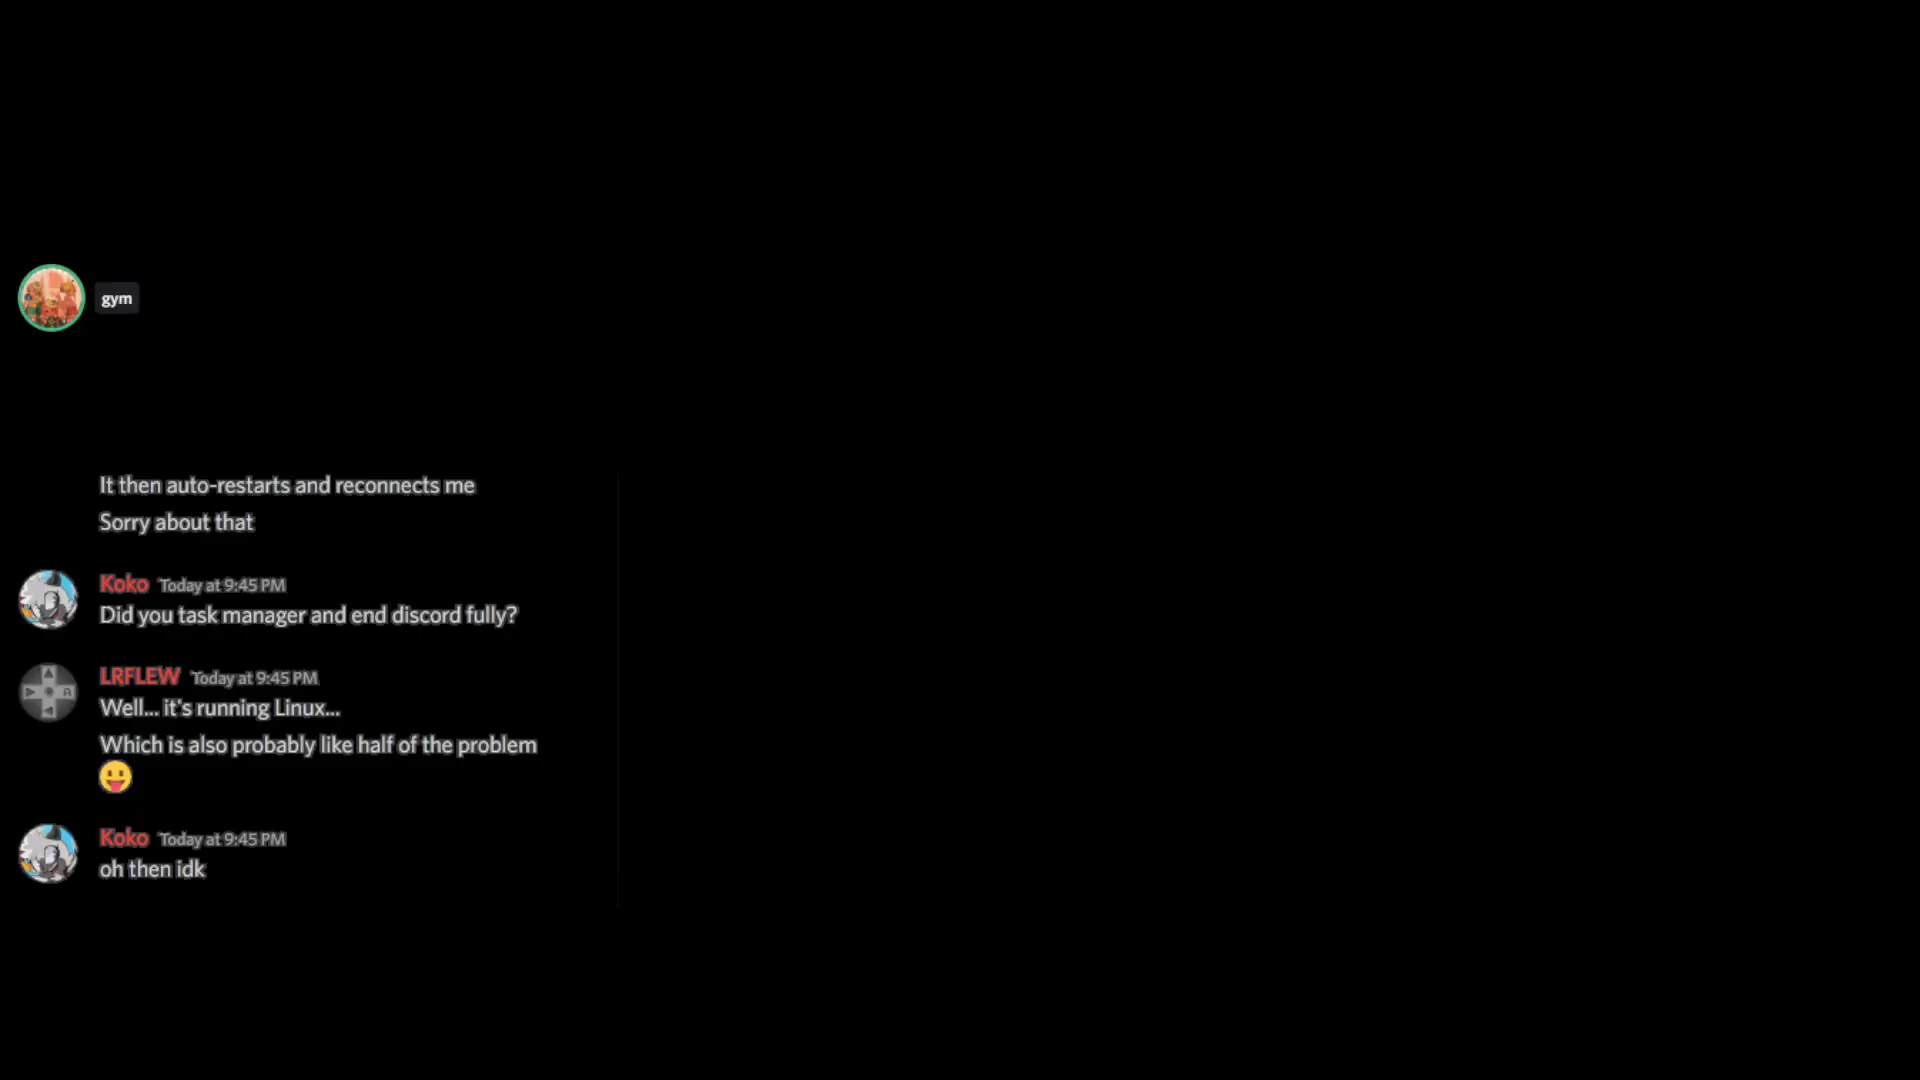 gym
It then auto-restarts and reconnects me
Sorry about that
Koko Today at 9:45 PM
Did you task manager and end discord fully?
LRFLEW Today at 9:45 PM
Well... it's running Linux...
Which is also probably like half of the problem
😛
Koko Today at 9:45 PM
oh then idk